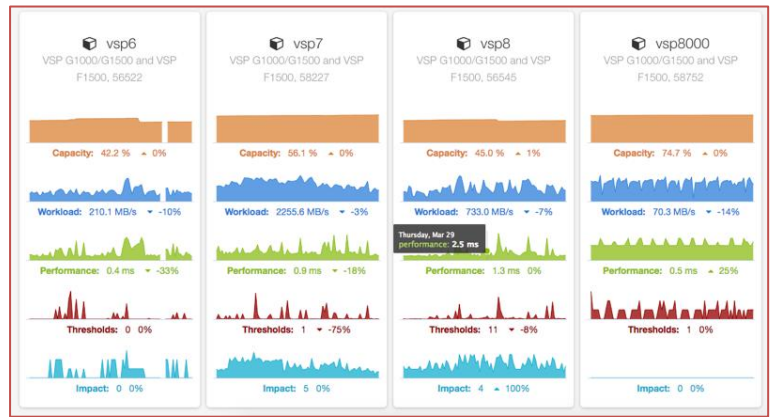 vsp6
VSP G1000/G1500 and VSP
F1500, 56522
Capacity: 42.2 % ▲ 0%
Workload: 210.1 MB/s ▼ -10%
Performance: 0.4 ms ▼ -33%
Thresholds: 0 0%
Impact: 0 0%
vsp7
VSP G1000/G1500 and VSP
F1500, 58227
Capacity: 56.1 % ▲ 0%
Workload: 2255.6 MB/s ▼ -3%
Performance: 0.9 ms ▼ -18%
Thresholds: 1 ▼ -75%
Impact: 5 0%
vsp8
VSP G1000/G1500 and VSP
F1500, 56545
Capacity: 45.0 % ▲ 1%
Workload: 733.0 MB/s ▼ -7%
Thursday, Mar 29
performance: 2.5 ms
Performance: 1.3 ms 0%
Thresholds: 11 ▼ -8%
Impact: 4 ▲ 100%
vsp8000
VSP G1000/G1500 and VSP
F1500, 58752
Capacity: 74.7 % ▲ 0%
Workload: 70.3 MB/s ▼ -14%
Performance: 0.5 ms ▲ 25%
Thresholds: 1 0%
Impact: 0 0%